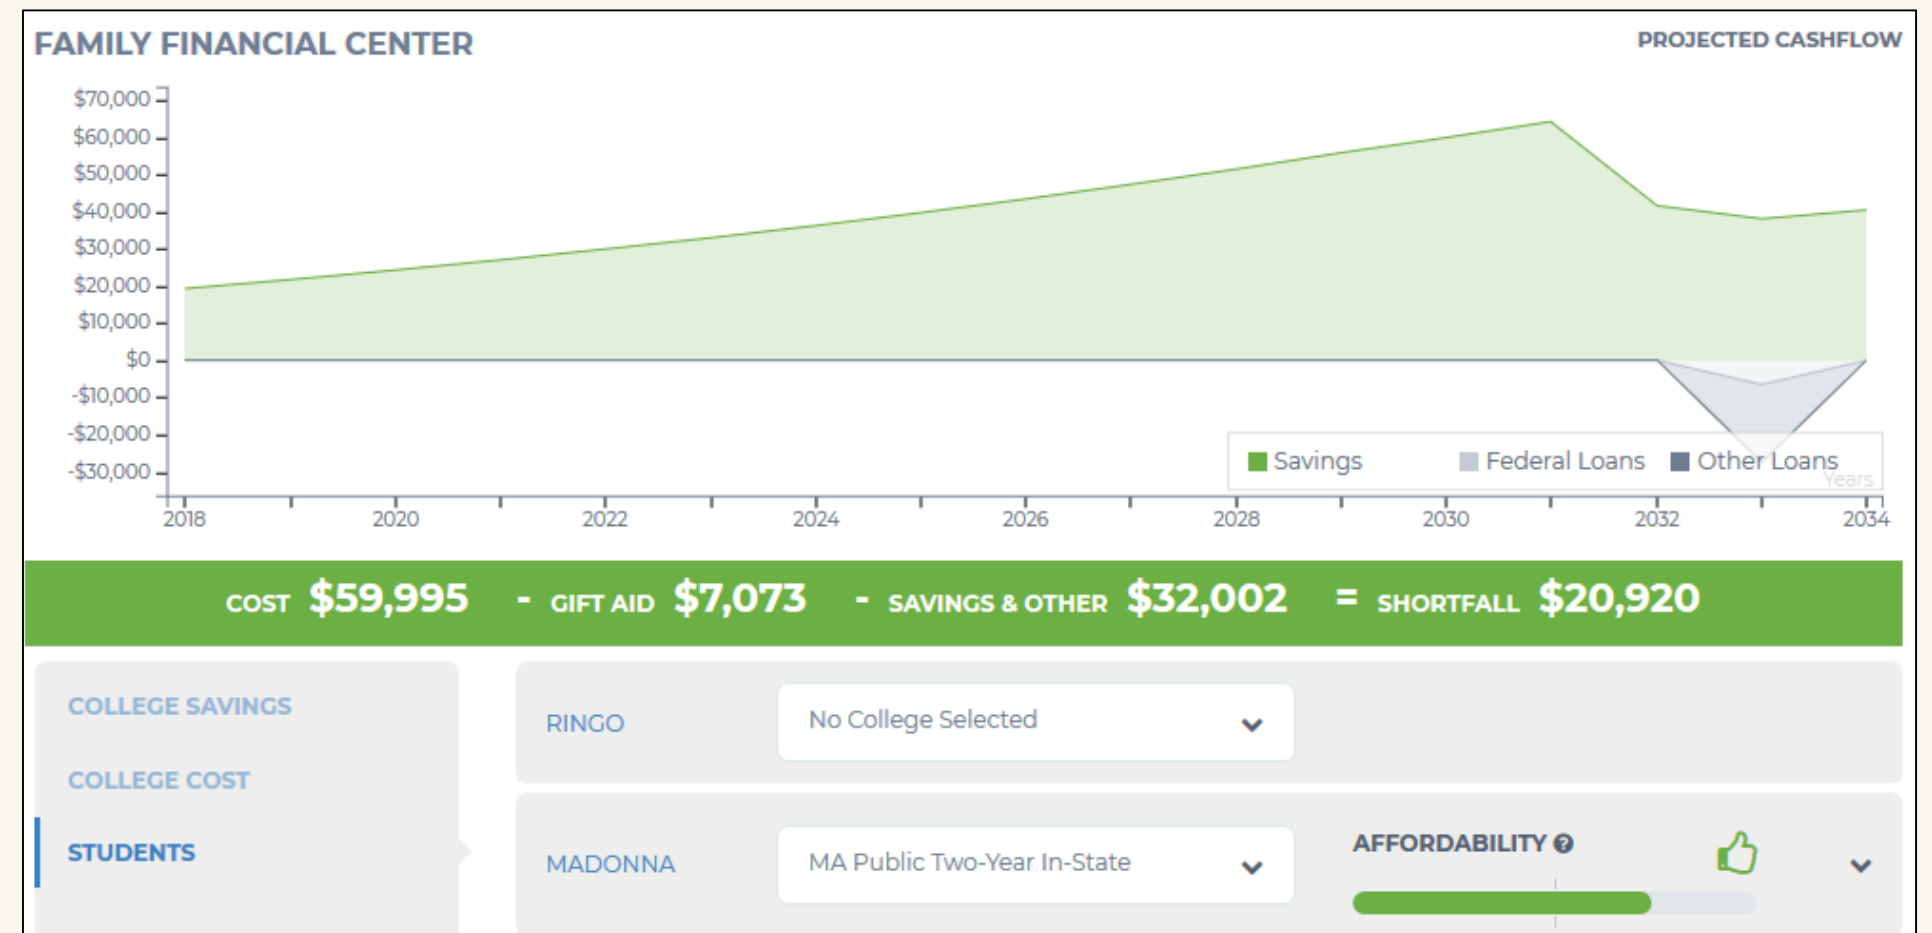 FAMILY FINANCIAL CENTER
PROJECTED CASHFLOW
$70,000
$60,000
$50,000
$40,000
$30,000
$20,000
$10,000
$0
-$10,000
-$20,000
-$30,000
Savings Federal Loans Other Loans
Years
2018 2020 2022 2024 2026 2028 2030 2032 2034
COST $59,995 - GIFT AID $7,073 - SAVINGS & OTHER $32,002 = SHORTFALL $20,920
COLLEGE SAVINGS
COLLEGE COST
STUDENTS
RINGO No College Selected
MADONNA MA Public Two-Year In-State
AFFORDABILITY ?